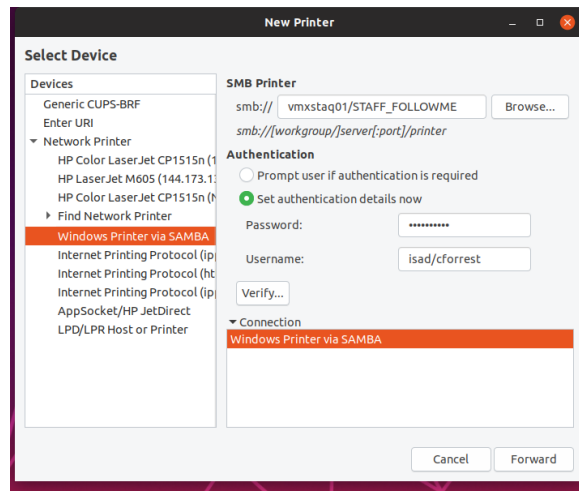 New Printer
Select Device
Devices
Generic CUPS-BRF
Enter URI
Network Printer
HP Color LaserJet CP1515n (1
HP LaserJet M605 (144.173.1
HP Color LaserJet CP1515n (
Find Network Printer
Windows Printer via SAMBA
Internet Printing Protocol (ip
Internet Printing Protocol (ht
Internet Printing Protocol (ip
AppSocket/HP JetDirect
LPD/LPR Host or Printer
SMB Printer
smb:// vmxstaq01/STAFF_FOLLOWME Browse...
smb://[workgroup/]server[:port]/printer
Authentication
Prompt user if authentication is required
Set authentication details now
Password: ••••••••••
Username: isad/cforrest
Verify...
Connection
Windows Printer via SAMBA
Cancel Forward